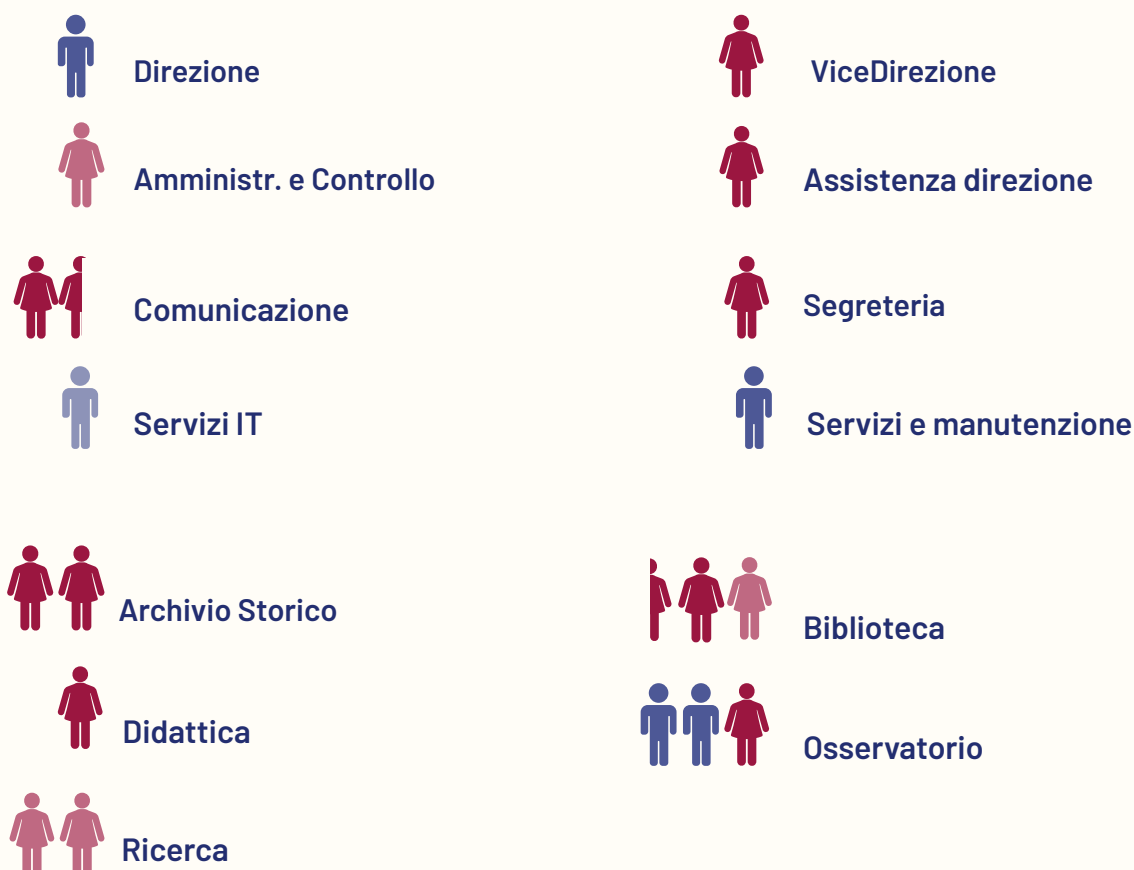 Direzione
ViceDirezione
Amministr. e Controllo
Assistenza direzione
Comunicazione
Segreteria
Servizi IT
Servizi e manutenzione
Archivio Storico
Biblioteca
Didattica
Osservatorio
Ricerca